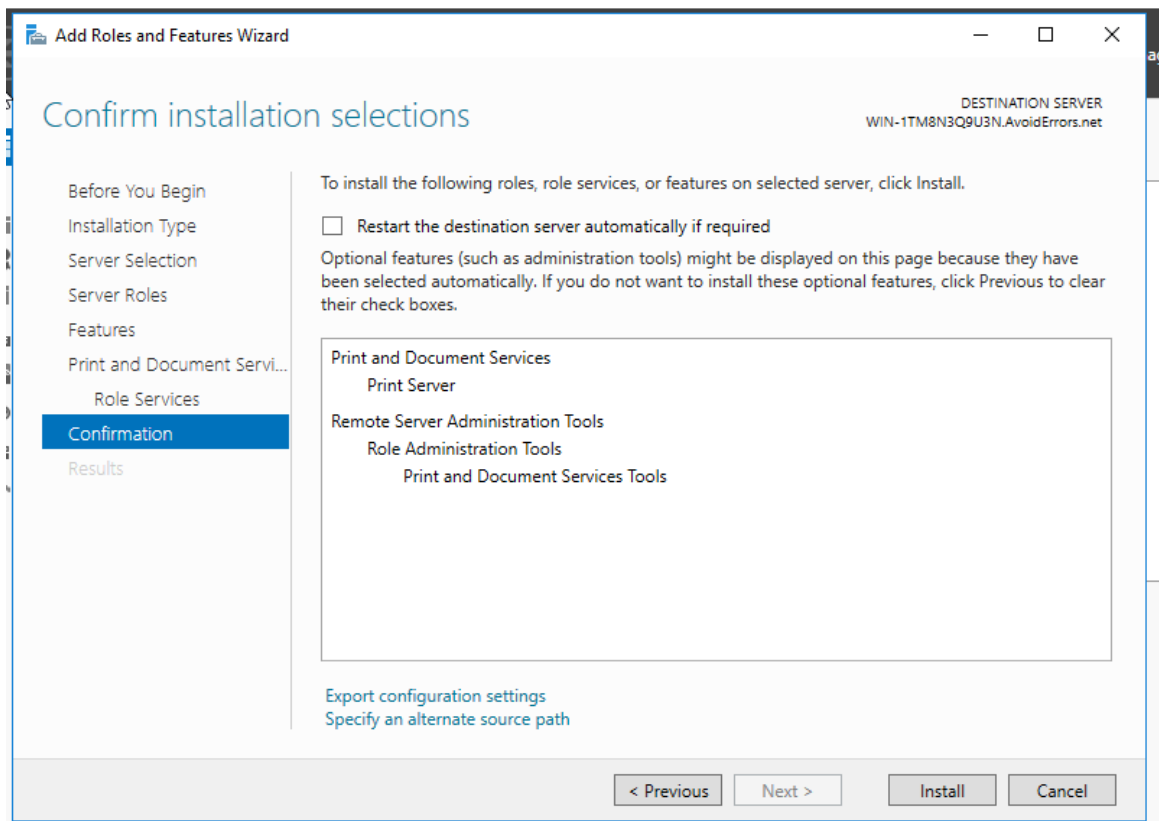 Add Roles and Features Wizard
Confirm installation selections
DESTINATION SERVER
WIN-1TM8N3Q9U3N.AvoidErrors.net
Before You Begin
Installation Type
Server Selection
Server Roles
Features
Print and Document Servi...
Role Services
Confirmation
Results
To install the following roles, role services, or features on selected server, click Install.
Restart the destination server automatically if required
Optional features (such as administration tools) might be displayed on this page because they have
been selected automatically. If you do not want to install these optional features, click Previous to clear
their check boxes.
Print and Document Services
Print Server
Remote Server Administration Tools
Role Administration Tools
Print and Document Services Tools
Export configuration settings
Specify an alternate source path
< Previous
Next >
Install
Cancel